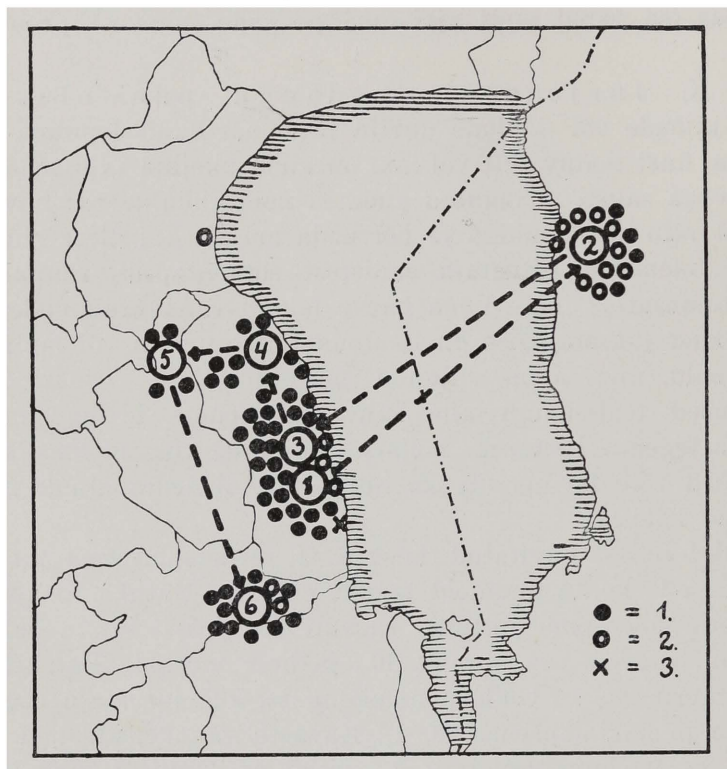 2
5
4
3
1
6
● = 1.
o = 2.
x = 3.